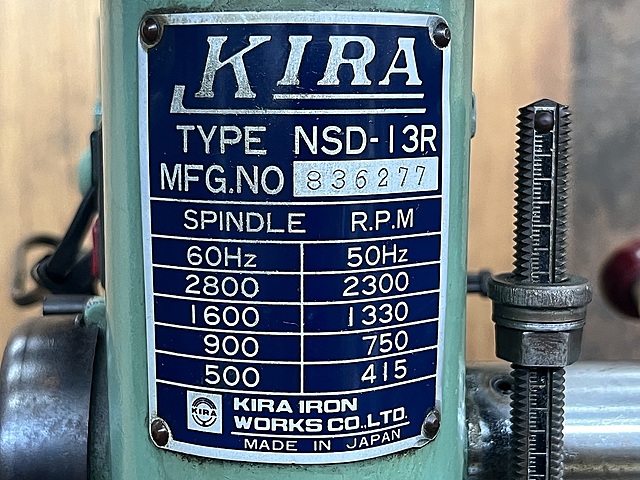 KIRA
TYPE NSD-13R
MFG.NO 836277
SPINDLE R.P.M
60Hz 50Hz
2800 2300
1600 1330
900 750
500 415
KIRA
KIRA IRON
WORKS CO.,LTD.
MADE IN JAPAN